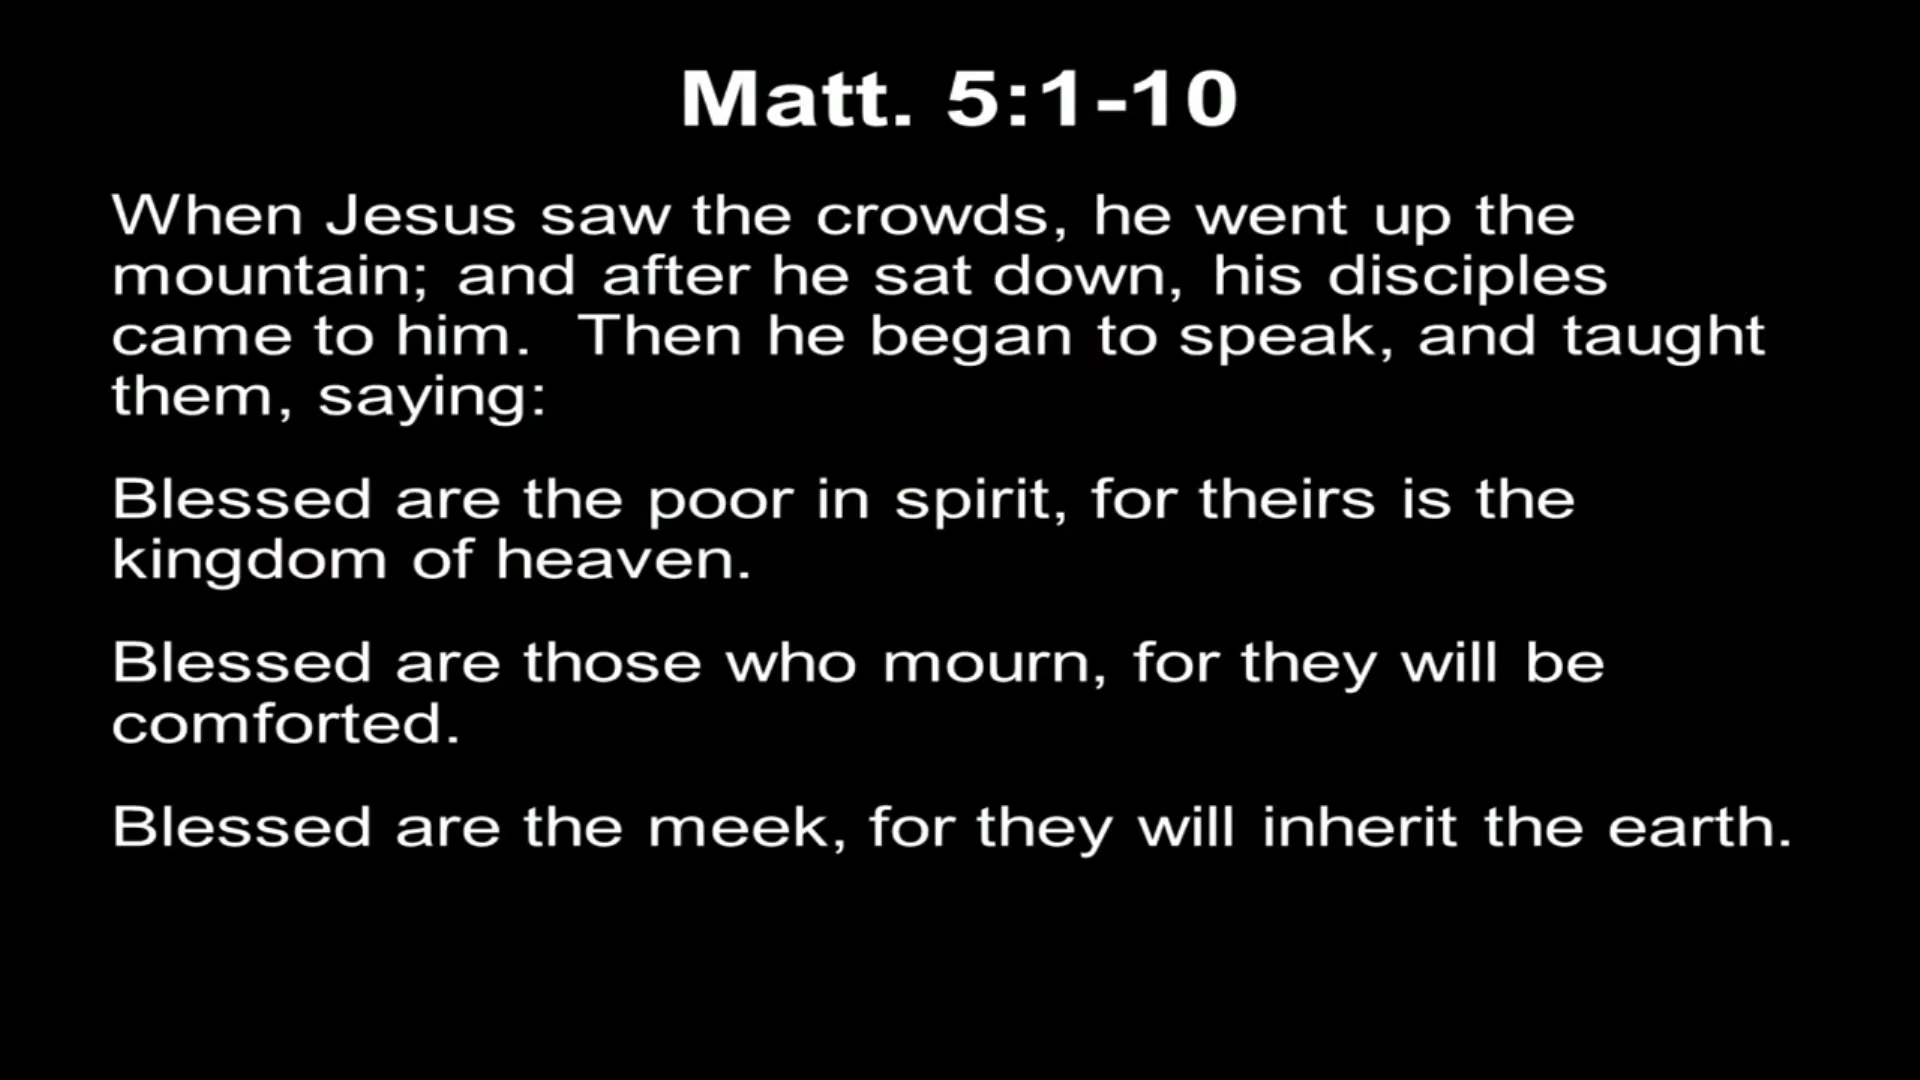 Matt. 5:1-10
When Jesus saw the crowds, he went up the
mountain; and after he sat down, his disciples
came to him.  Then he began to speak, and taught
them, saying:
Blessed are the poor in spirit, for theirs is the
kingdom of heaven.
Blessed are those who mourn, for they will be
comforted.
Blessed are the meek, for they will inherit the earth.